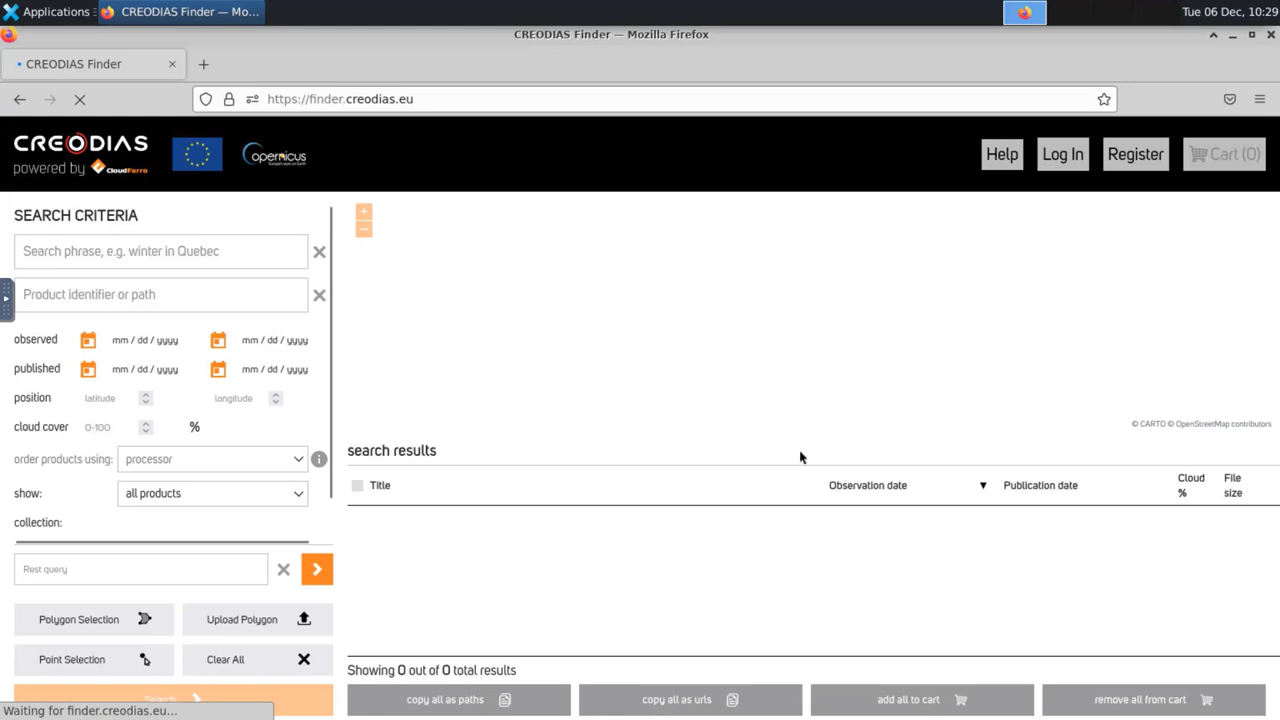 Applications
CREODIAS Finder — Mo...
Tue 06 Dec, 10:29
CREODIAS Finder — Mozilla Firefox
CREODIAS Finder
https://finder.creodias.eu
CREODIAS
powered by CloudFerro
opernicus
Europe's eyes on Earth
Help
Log In
Register
Cart (0)
SEARCH CRITERIA
Search phrase, e.g. winter in Quebec
Product identifier or path
observed mm / dd / yyyy mm / dd / yyyy
published mm / dd / yyyy mm / dd / yyyy
position latitude longitude
cloud cover 0-100 %
order products using: processor
show: all products
collection:
Rest query
Polygon Selection
Upload Polygon
Point Selection
Clear All
Search
Waiting for finder.creodias.eu...
+
−
© CARTO © OpenStreetMap contributors
search results
Title
Observation date
Publication date
Cloud %
File size
Showing 0 out of 0 total results
copy all as paths
copy all as urls
add all to cart
remove all from cart